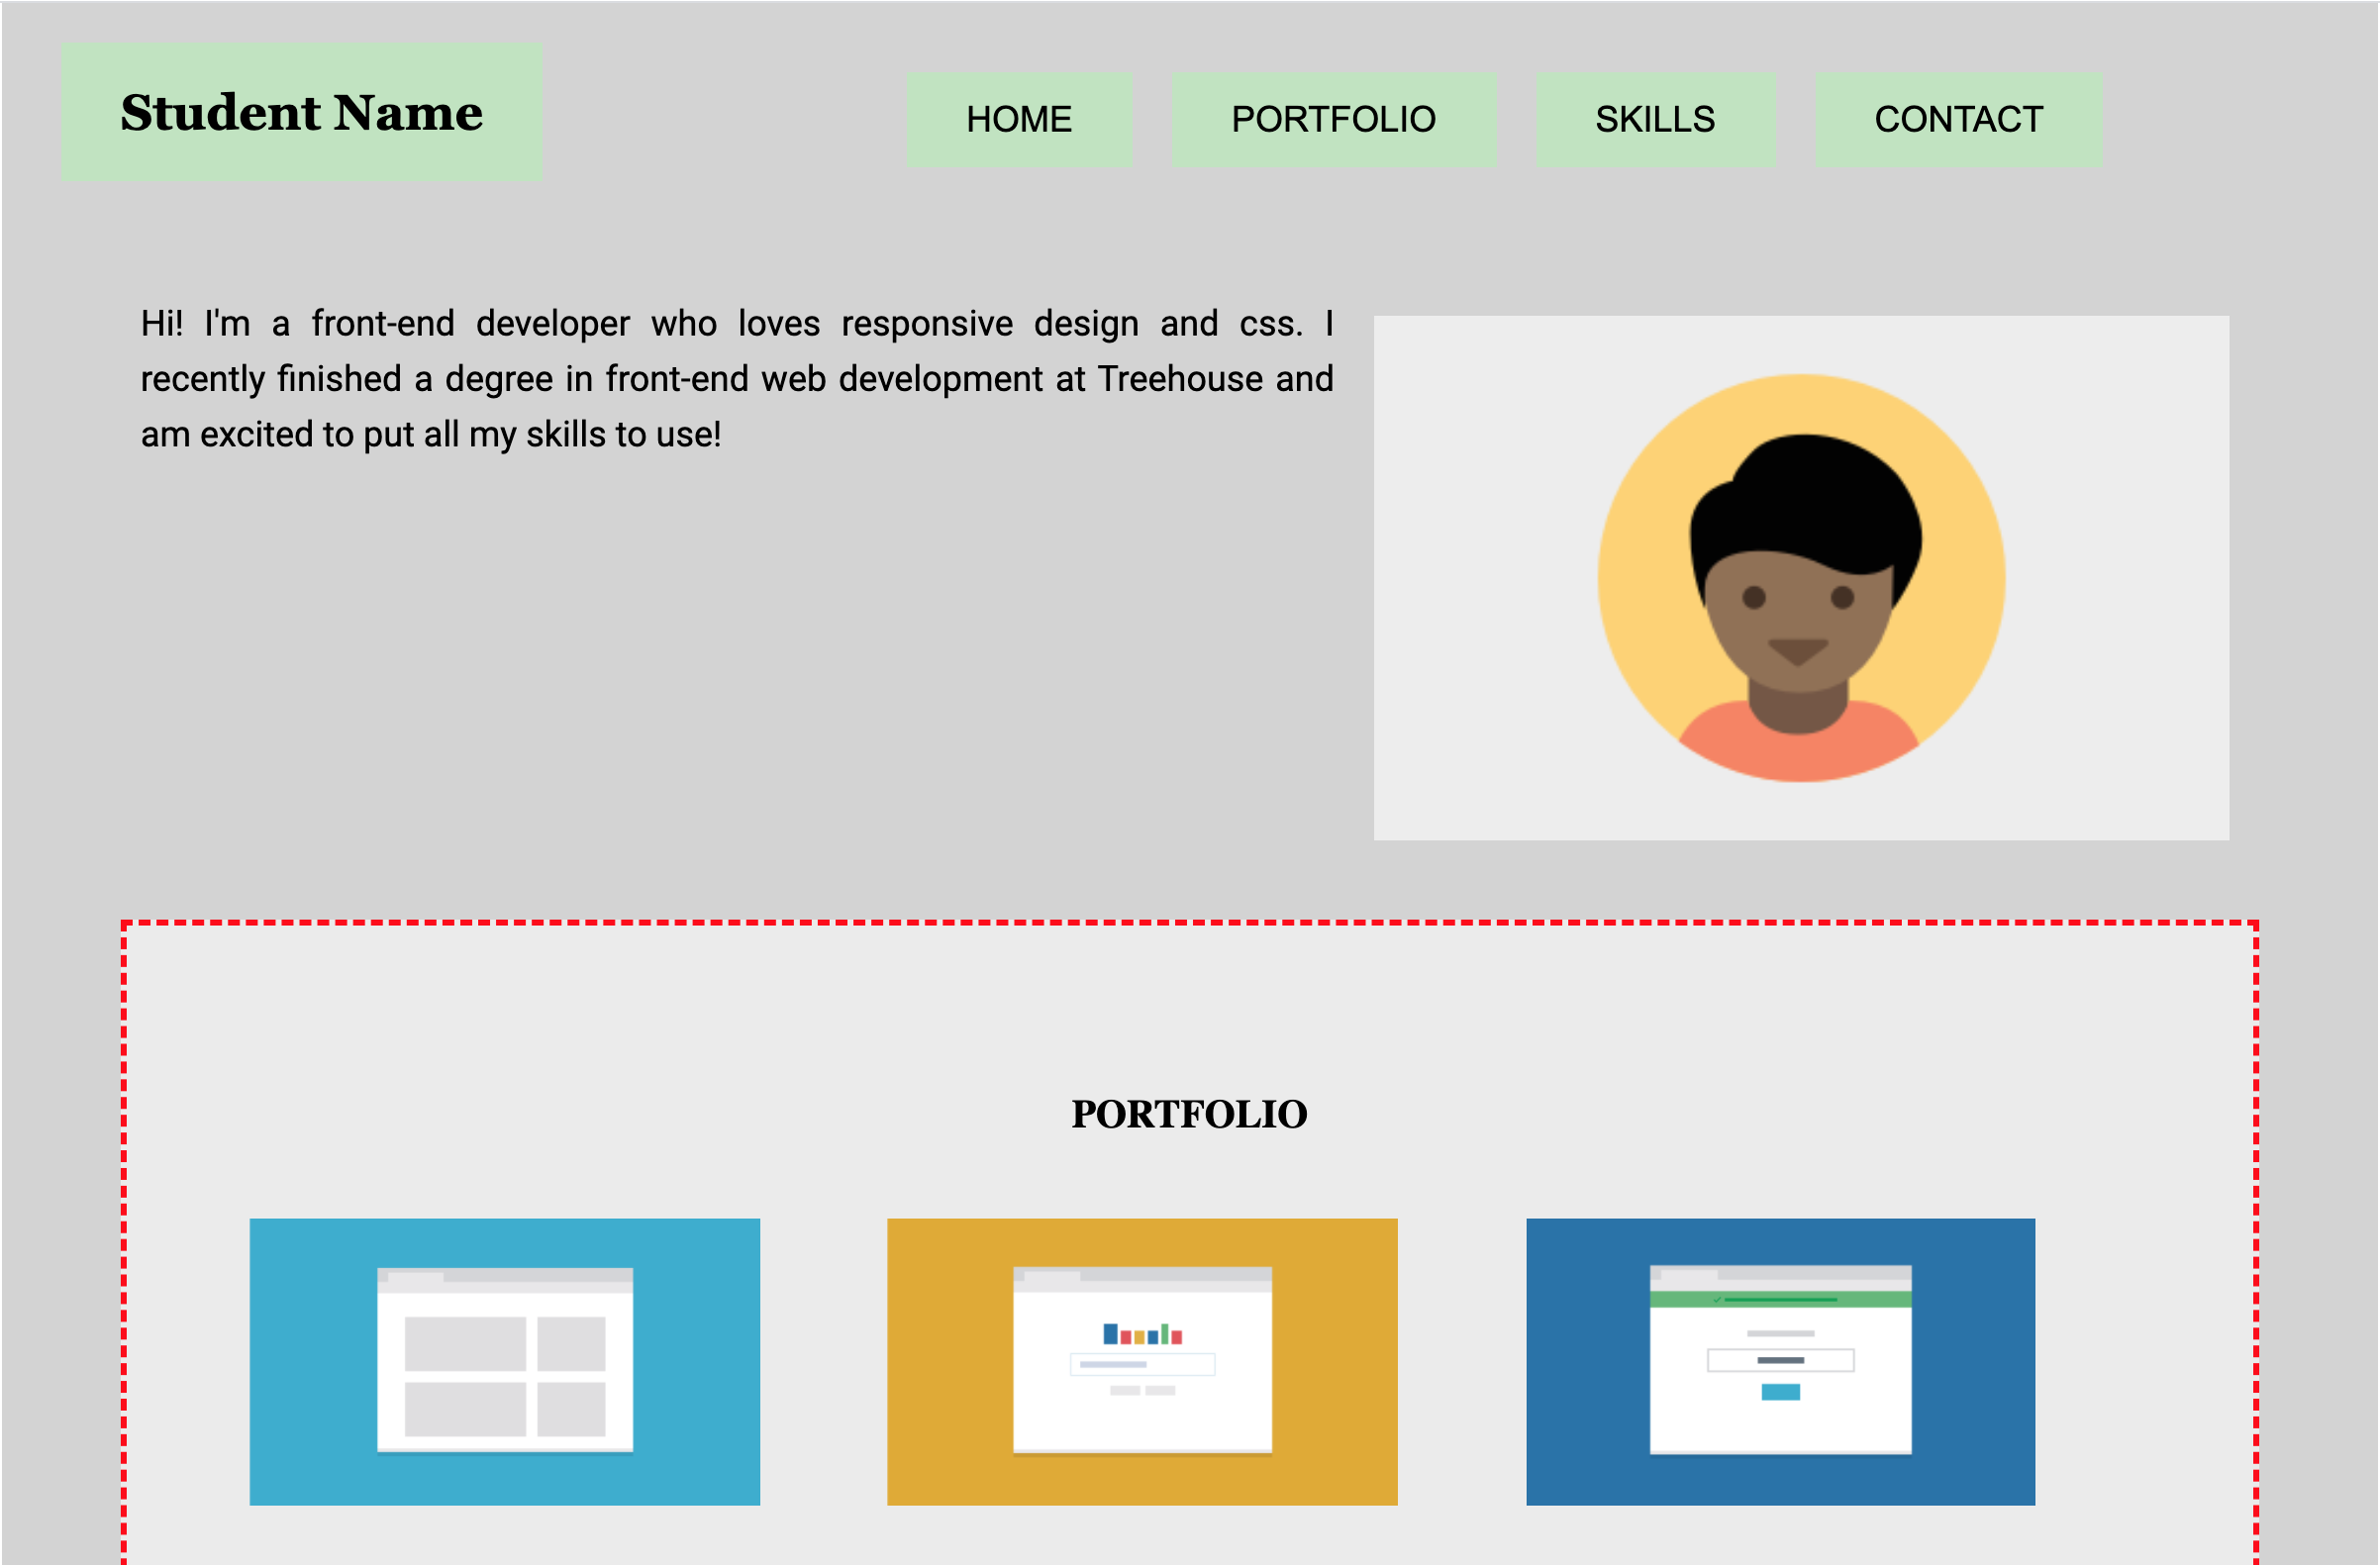 Student Name
HOME
PORTFOLIO
SKILLS
CONTACT
Hi! I'm a front-end developer who loves responsive design and css. I
recently finished a degree in front-end web development at Treehouse and
am excited to put all my skills to use!
PORTFOLIO